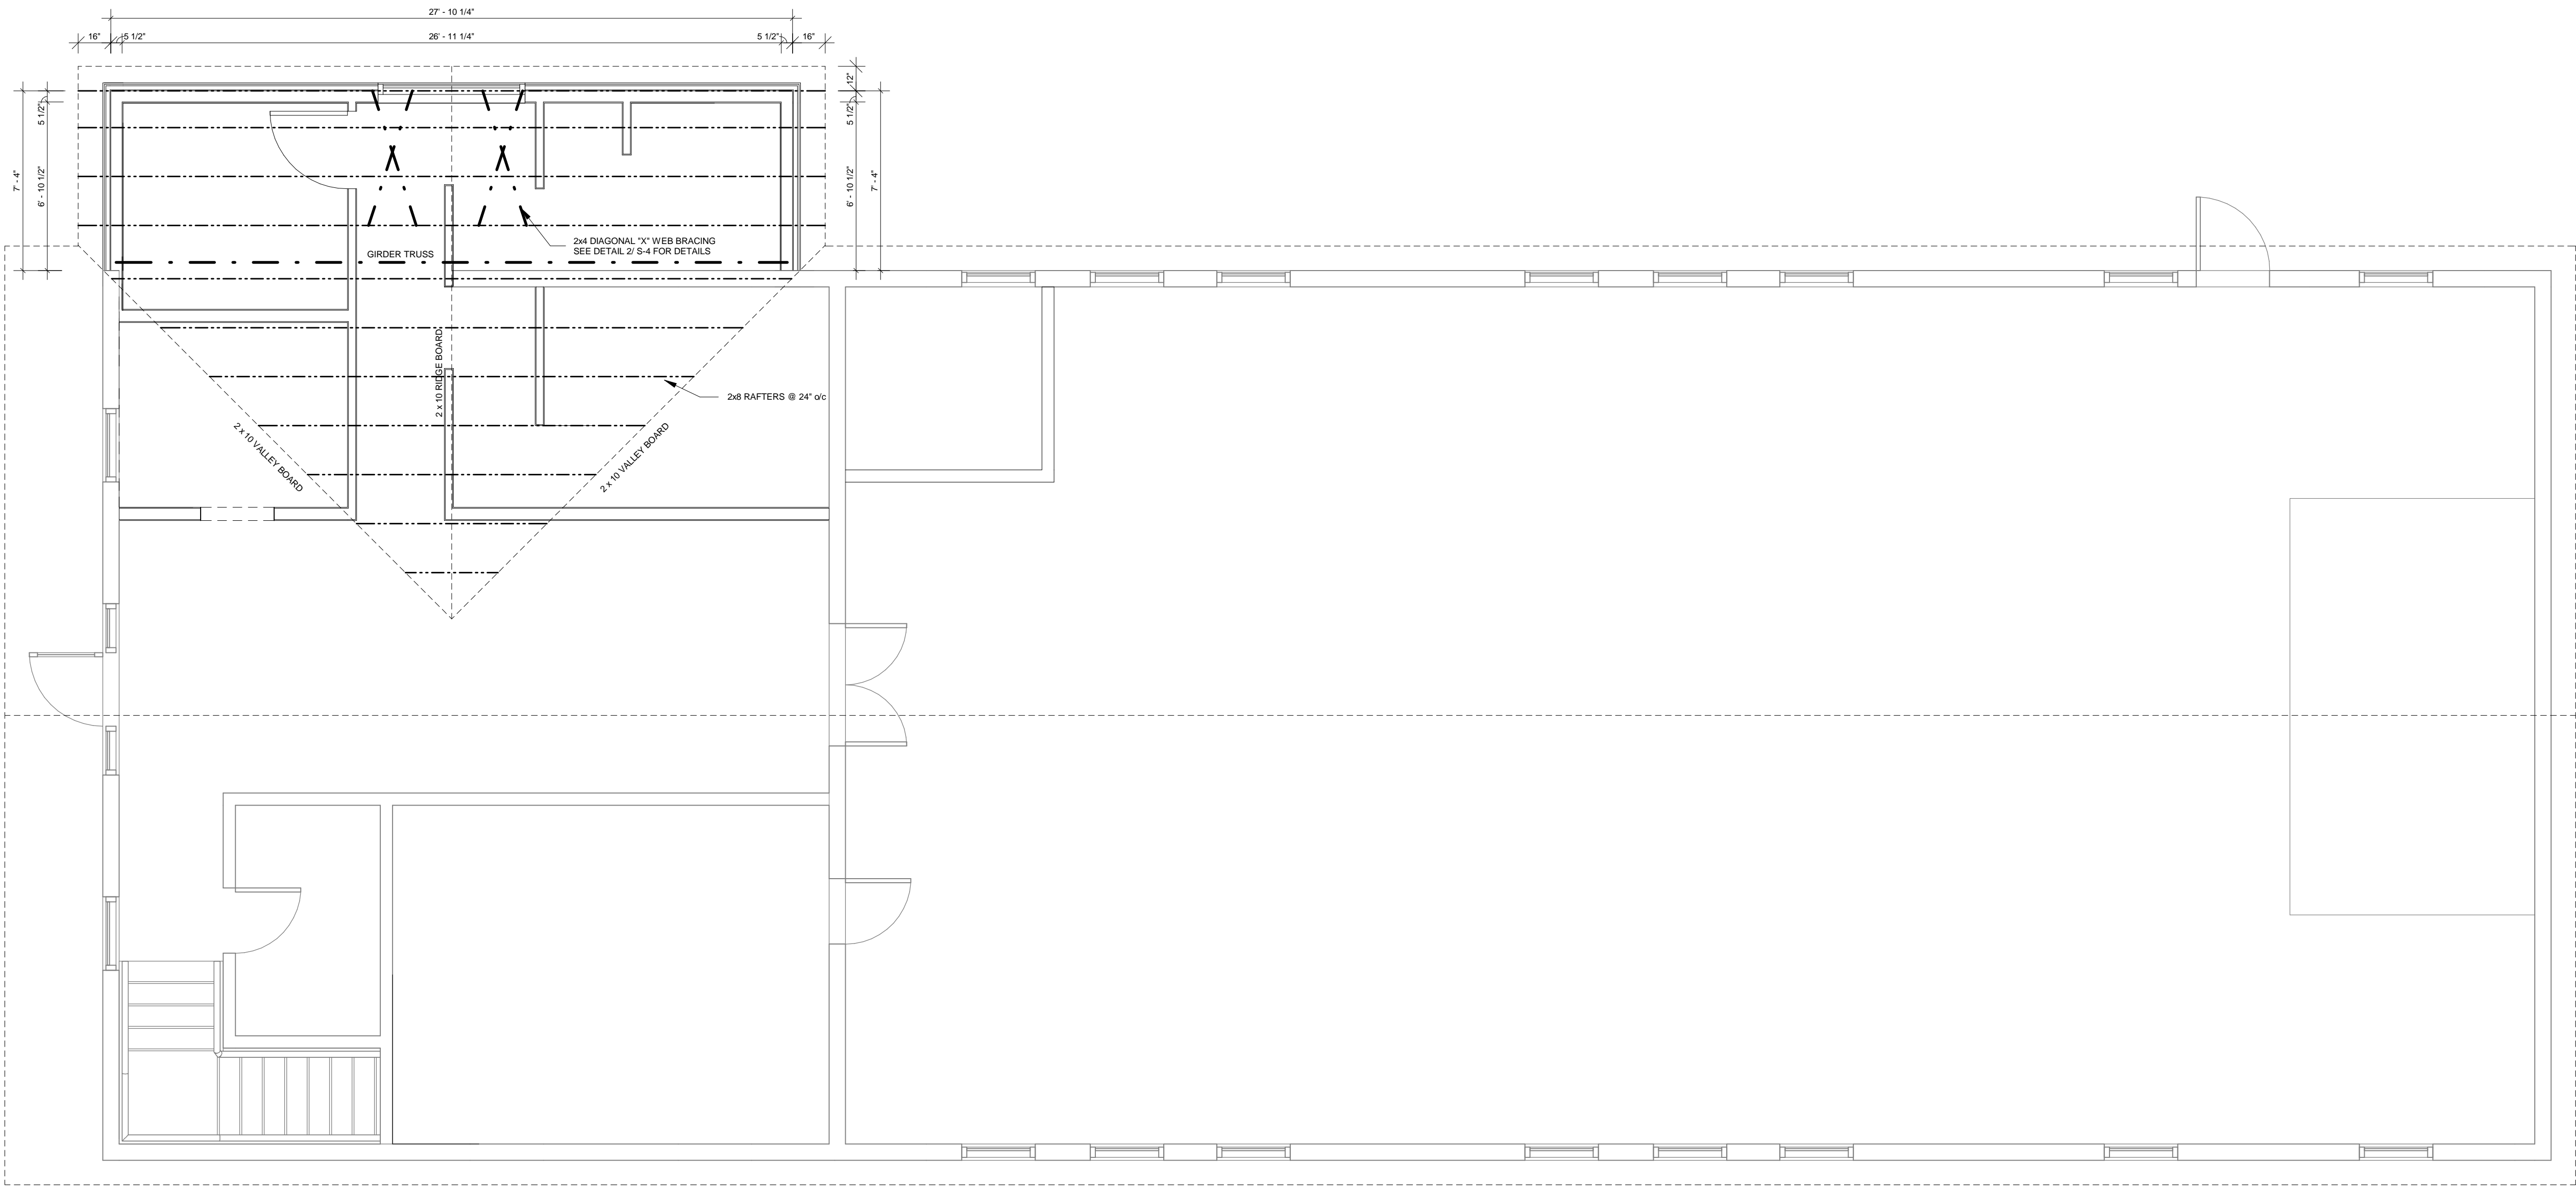 27' - 10 1/4"
16"
5 1/2"
26' - 11 1/4"
5 1/2"
16"
12"
5 1/2"
5 1/2"
7' - 4"
6' - 10 1/2"
6' - 10 1/2"
7' - 4"
2x4 DIAGONAL "X" WEB BRACING
SEE DETAIL 2/ S-4 FOR DETAILS
GIRDER TRUSS
2 x 10 RIDGE BOARD
2x8 RAFTERS @ 24" o/c
2 x 10 VALLEY BOARD
2 x 10 VALLEY BOARD